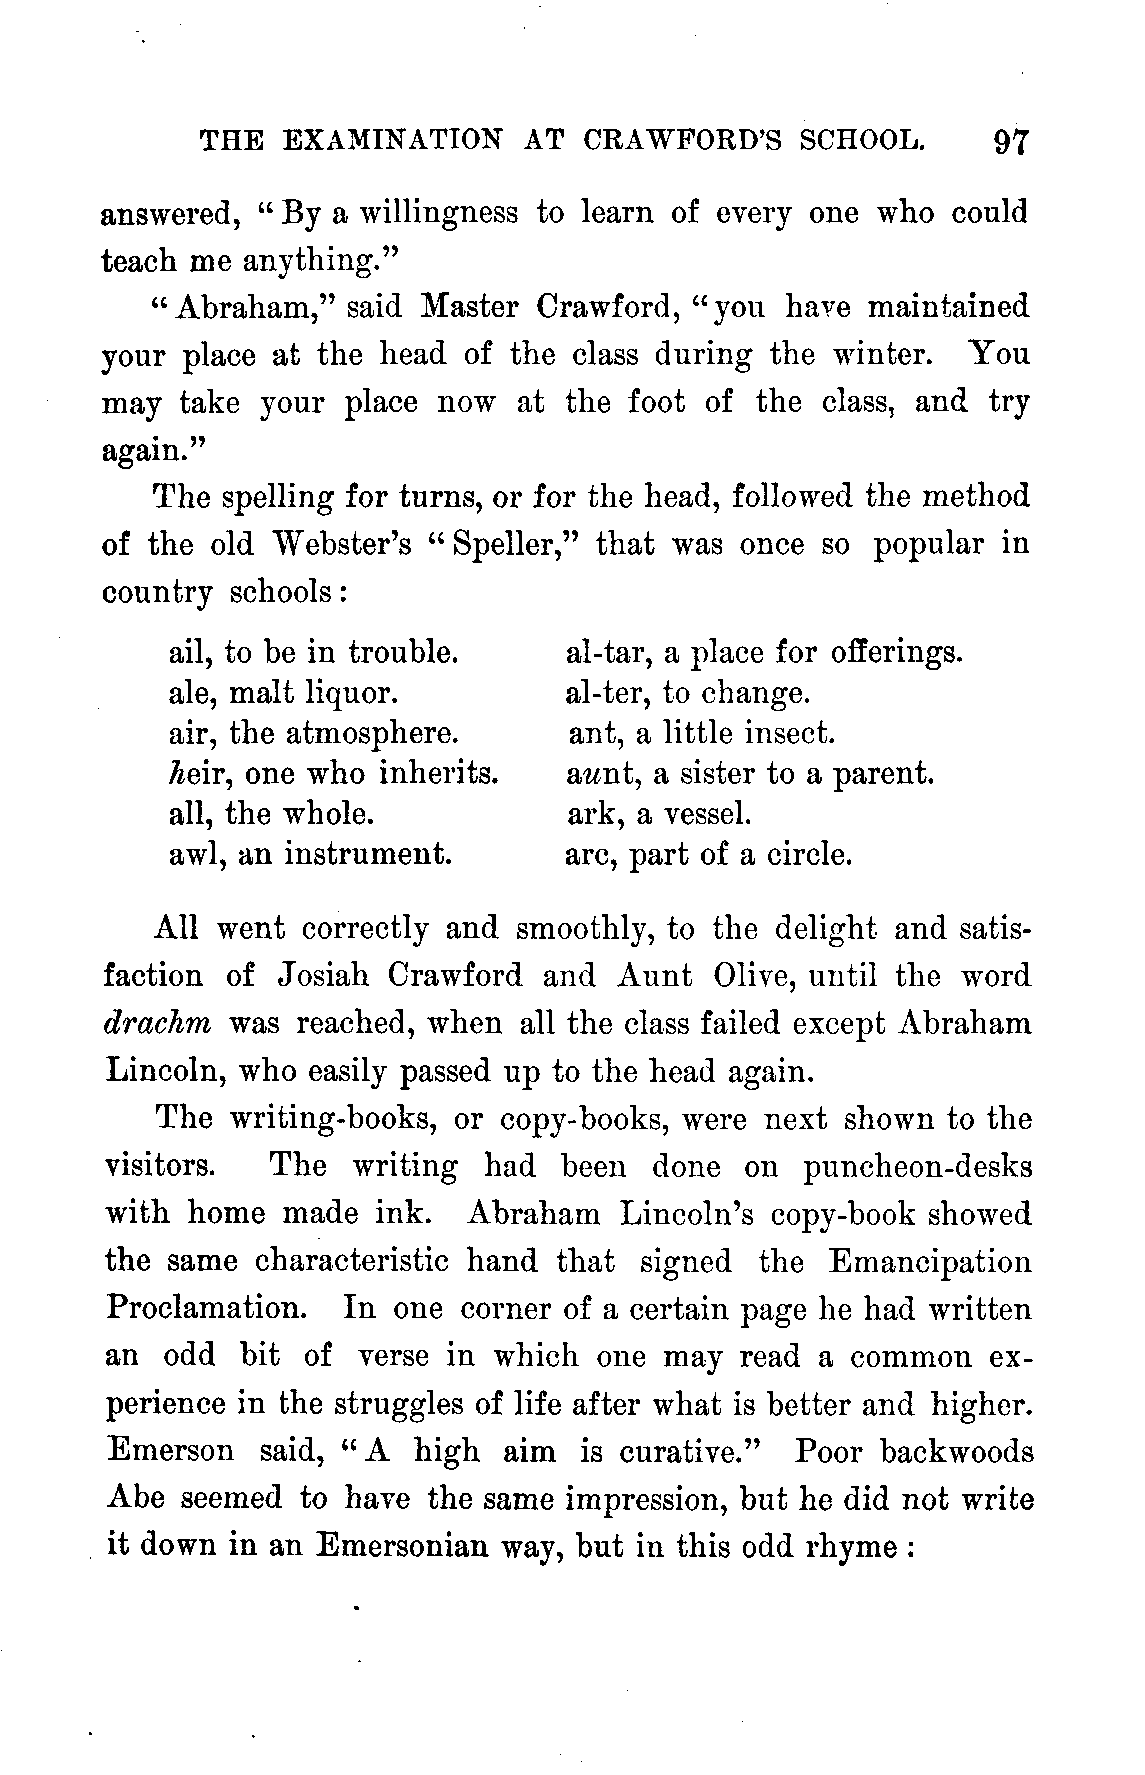 THE EXAMINATION AT CRAWFORD'S SCHOOL. 97
answered, "By a willingness to learn of every one who could
teach me anything."
"Abraham," said Master Crawford, "you have maintained
your place at the head of the class during the winter. You
may take your place now at the foot of the class, and try
again."
The spelling for turns, or for the head, followed the method
of the old Webster's "Speller," that was once so popular in
country schools:
ail, to be in trouble. al-tar, a place for offerings.
ale, malt liquor. al-ter, to change.
air, the atmosphere. ant, a little insect.
heir, one who inherits. aunt, a sister to a parent.
all, the whole. ark, a vessel.
awl, an instrument. arc, part of a circle.
All went correctly and smoothly, to the delight and satis-
faction of Josiah Crawford and Aunt Olive, until the word
drachm was reached, when all the class failed except Abraham
Lincoln, who easily passed up to the head again.
The writing-books, or copy-books, were next shown to the
visitors. The writing had been done on puncheon-desks
with home made ink. Abraham Lincoln's copy-book showed
the same characteristic hand that signed the Emancipation
Proclamation. In one corner of a certain page he had written
an odd bit of verse in which one may read a common ex-
perience in the struggles of life after what is better and higher.
Emerson said, "A high aim is curative." Poor backwoods
Abe seemed to have the same impression, but he did not write
it down in an Emersonian way, but in this odd rhyme: